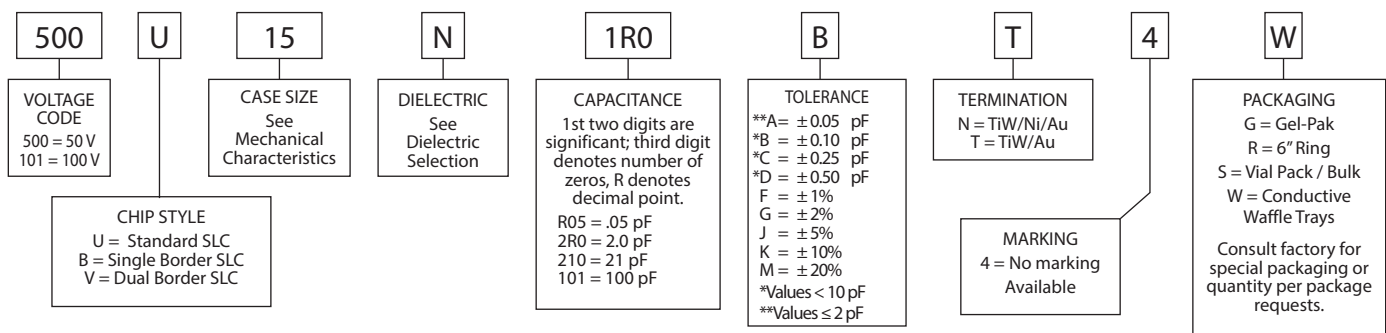 500 U 15 N 1R0 B T 4 W
VOLTAGE
CODE
500 = 50 V
101 = 100 V
CASE SIZE
See
Mechanical
Characteristics
DIELECTRIC
See
Dielectric
Selection
CAPACITANCE
1st two digits are
significant; third digit
denotes number of
zeros, R denotes
decimal point.
R05 = .05 pF
2R0 = 2.0 pF
210 = 21 pF
101 = 100 pF
TOLERANCE
**A= ±0.05 pF
*B = ±0.10 pF
*C = ±0.25 pF
*D = ±0.50 pF
F = ±1%
G = ±2%
J = ±5%
K = ±10%
M = ±20%
*Values < 10 pF
**Values ≤ 2 pF
TERMINATION
N = TiW/Ni/Au
T = TiW/Au
PACKAGING
G = Gel-Pak
R = 6″ Ring
S = Vial Pack / Bulk
W = Conductive
Waffle Trays
Consult factory for
special packaging or
quantity per package
requests.
CHIP STYLE
U = Standard SLC
B = Single Border SLC
V = Dual Border SLC
MARKING
4 = No marking
Available